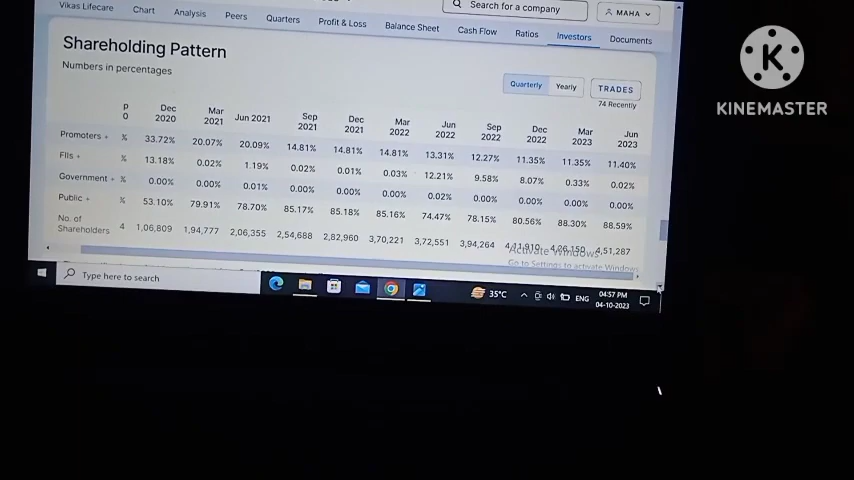 Vikas Lifecare Chart Analysis Peers Quarters Profit & Loss Balance Sheet Cash Flow Ratios Investors Documents
Search for a company
MAHA
Shareholding Pattern
Numbers in percentages
Quarterly Yearly TRADES
74 Recently
Dec 2020 Mar 2021 Jun 2021 Sep 2021 Dec 2021 Mar 2022 Jun 2022 Sep 2022 Dec 2022 Mar 2023 Jun 2023
Promoters + % 33.72% 20.07% 20.09% 14.81% 14.81% 14.81% 13.31% 12.27% 11.35% 11.35% 11.40%
FIIs + % 13.18% 0.02% 1.19% 0.02% 0.01% 0.03% 12.21% 9.58% 8.07% 0.33% 0.02%
Government + % 0.00% 0.00% 0.01% 0.00% 0.00% 0.00% 0.02% 0.00% 0.00% 0.00% 0.00%
Public + % 53.10% 79.91% 78.70% 85.17% 85.18% 85.16% 74.47% 78.15% 80.56% 88.30% 88.59%
No. of Shareholders 4 1,06,809 1,94,777 2,06,355 2,54,688 2,82,960 3,70,221 3,72,551 3,94,264 4,11,910 4,26,150 4,51,287
Activate Windows
Go to Settings to activate Windows
Type here to search
35°C
ENG
04:57 PM
04-10-2023
K
KINEMASTER